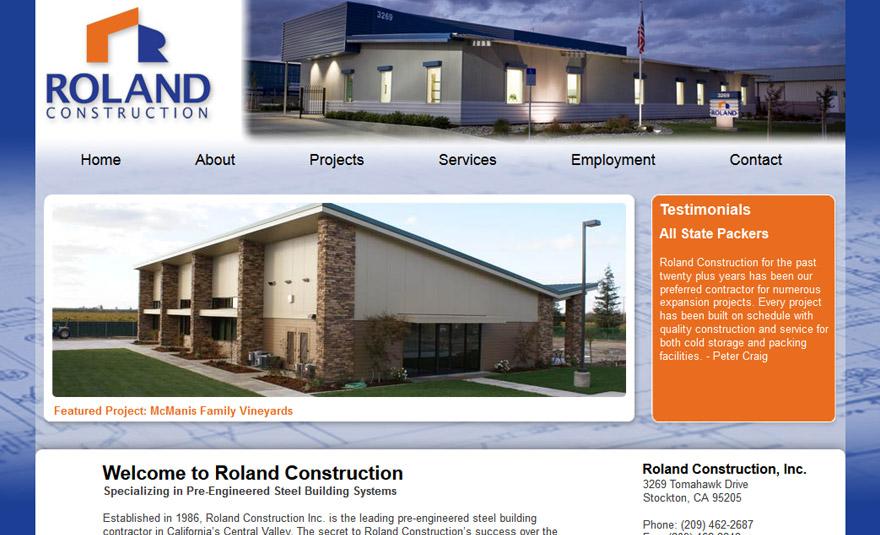 3269
3269
ROLAND
ROLAND
CONSTRUCTION
Home About Projects Services Employment Contact
Featured Project: McManis Family Vineyards
Testimonials
All State Packers
Roland Construction for the past
twenty plus years has been our
preferred contractor for numerous
expansion projects. Every project
has been built on schedule with
quality construction and service for
both cold storage and packing
facilities. - Peter Craig
Welcome to Roland Construction
Specializing in Pre-Engineered Steel Building Systems
Established in 1986, Roland Construction Inc. is the leading pre-engineered steel building
contractor in California's Central Valley. The secret to Roland Construction's success over the
Roland Construction, Inc.
3269 Tomahawk Drive
Stockton, CA 95205
Phone: (209) 462-2687